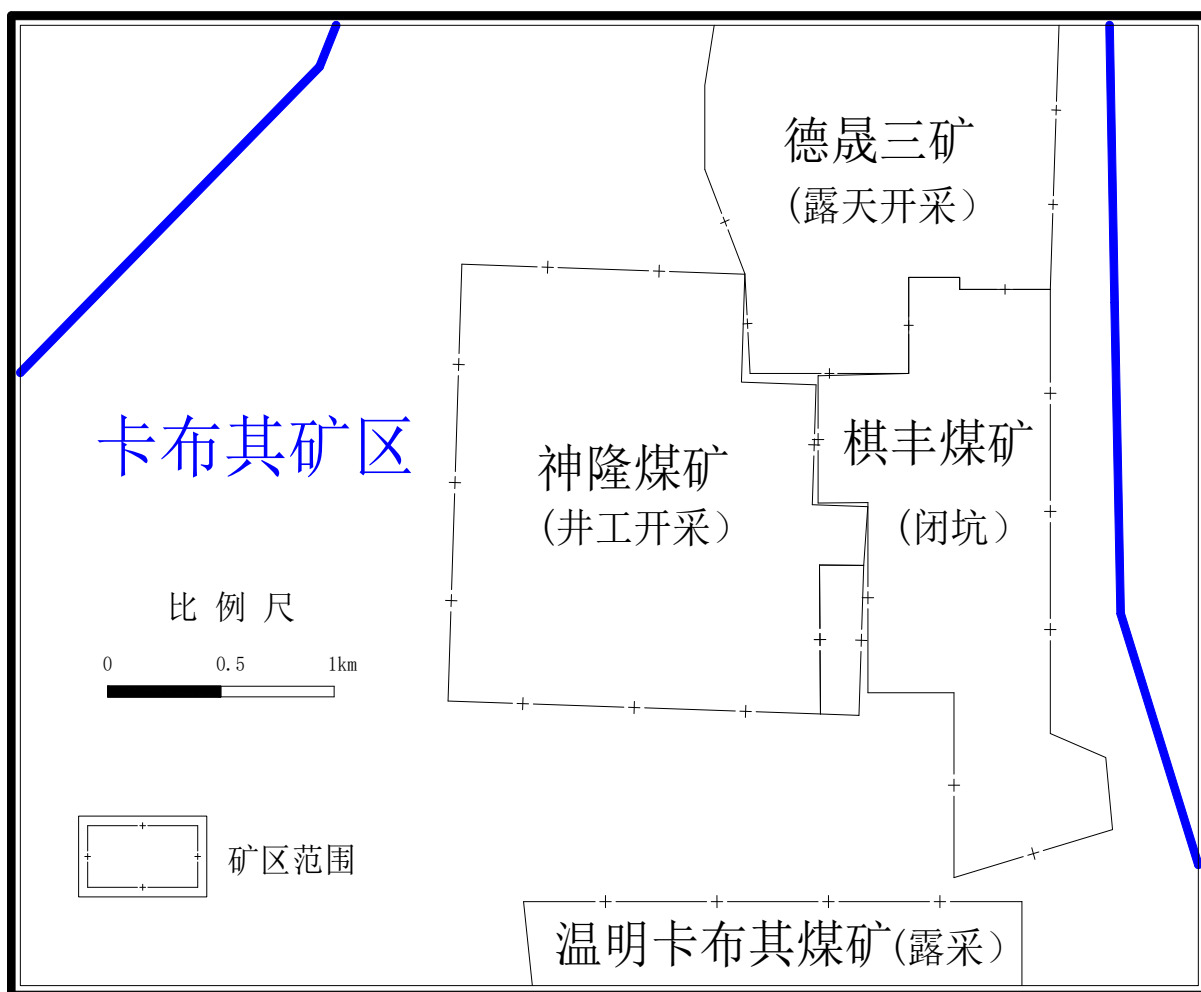 德晟三矿
(露天开采)
卡布其矿区
神隆煤矿
(井工开采)
棋丰煤矿
(闭坑)
比 例 尺
0 0.5 1km
矿区范围
温明卡布其煤矿(露采)